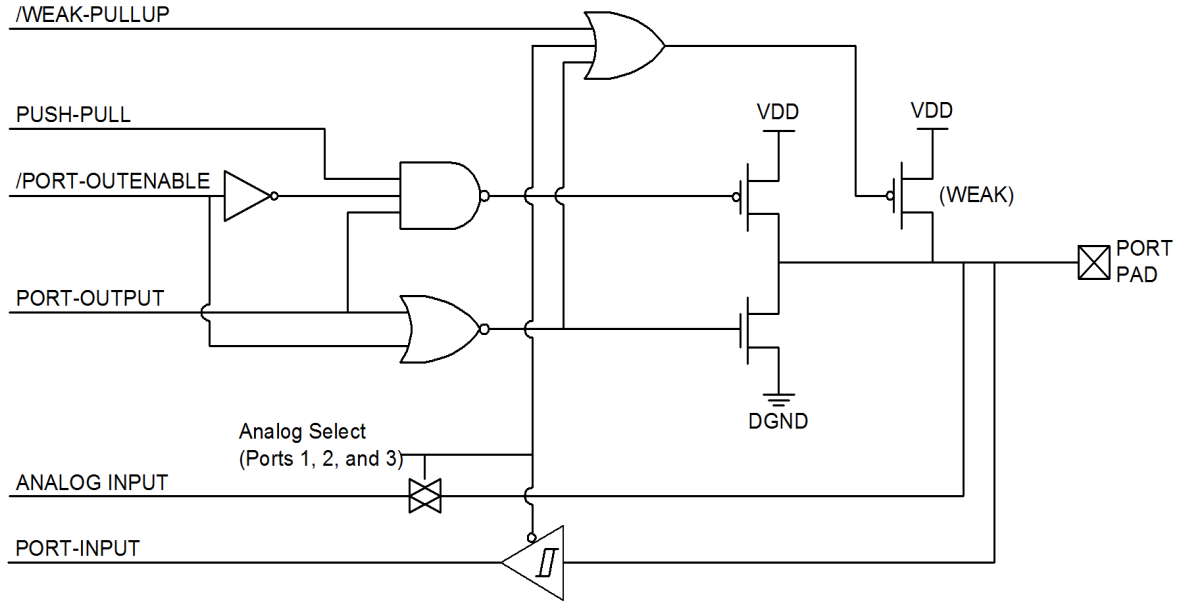 /WEAK-PULLUP
PUSH-PULL
VDD
VDD
/PORT-OUTENABLE
(WEAK)
PORT
PAD
PORT-OUTPUT
DGND
Analog Select
(Ports 1, 2, and 3)
ANALOG INPUT
PORT-INPUT